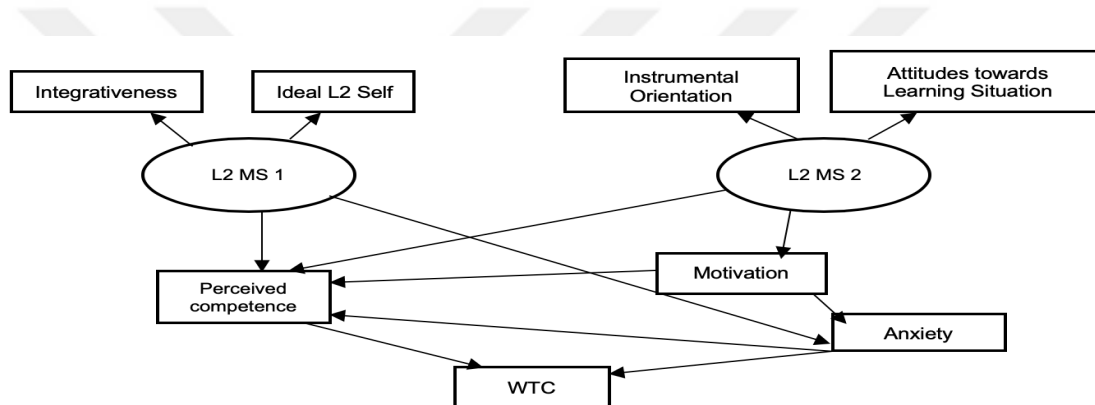 Integrativeness
Ideal L2 Self
Instrumental
Orientation
Attitudes towards
Learning Situation
L2 MS 1
L2 MS 2
Perceived
competence
Motivation
Anxiety
WTC